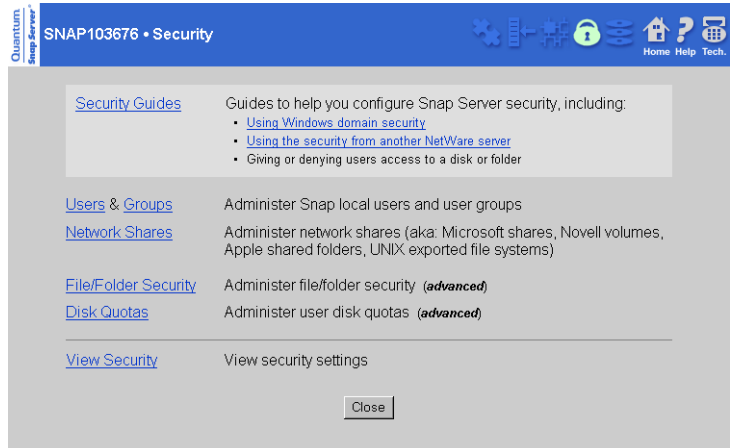 Quantum
Snap Server*
SNAP103676 • Security
Home Help Tech.
Security Guides
Guides to help you configure Snap Server security, including:
• Using Windows domain security
• Using the security from another NetWare server
• Giving or denying users access to a disk or folder
Users & Groups
Administer Snap local users and user groups
Network Shares
Administer network shares (aka: Microsoft shares, Novell volumes,
Apple shared folders, UNIX exported file systems)
File/Folder Security
Administer file/folder security (advanced)
Disk Quotas
Administer user disk quotas (advanced)
View Security
View security settings
Close